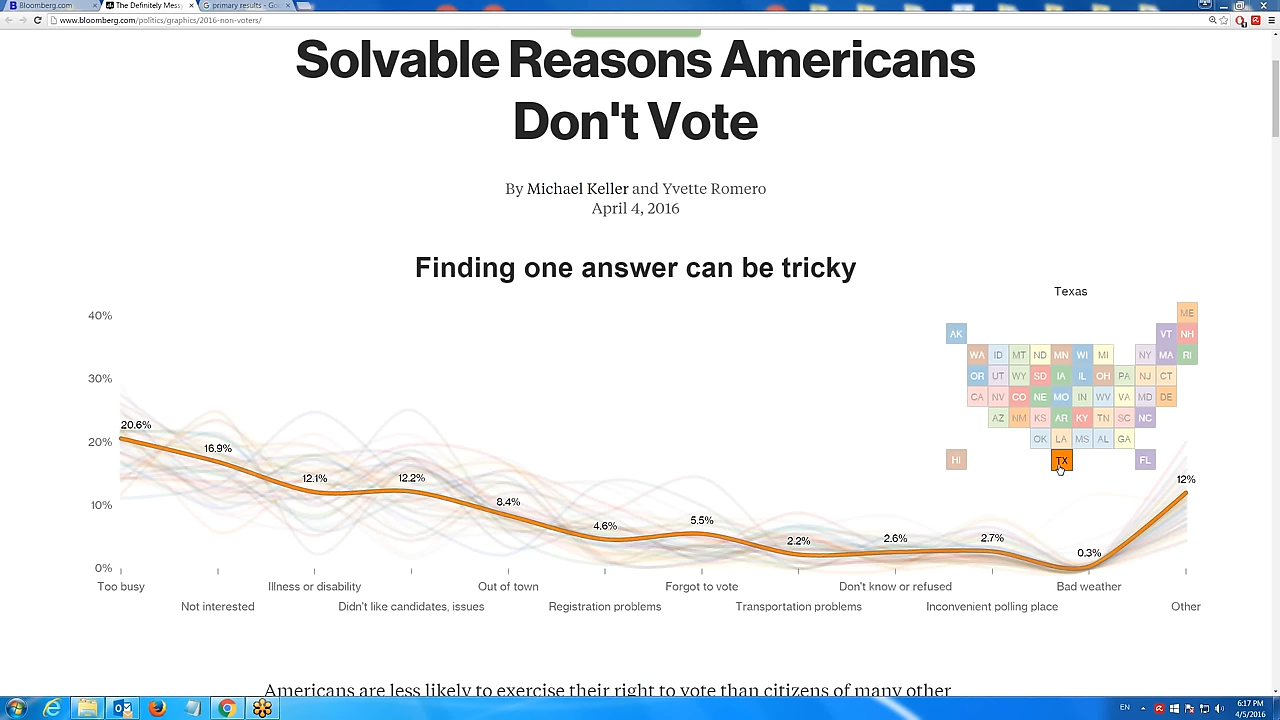 Bloomberg.com
The Definitely Mess
primary results - Go
www.bloomberg.com/politics/graphics/2016-non-voters/
Solvable Reasons Americans
Don't Vote
By Michael Keller and Yvette Romero
April 4, 2016
Finding one answer can be tricky
Texas
ME
AK VT NH
WA ID MT ND MN WI MI NY MA RI
OR UT WY SD IA IL OH PA NJ CT
CA NV CO NE MO IN WV VA MD DE
AZ NM KS AR KY TN SC NC
OK LA MS AL GA
HI TX FL
40%
30%
20%
10%
0%
20.6%
16.9%
12.1%
12.2%
8.4%
4.6%
5.5%
2.2%
2.6%
2.7%
0.3%
12%
Too busy
Not interested
Illness or disability
Didn't like candidates, issues
Out of town
Registration problems
Forgot to vote
Transportation problems
Don't know or refused
Inconvenient polling place
Bad weather
Other
Americans are less likely to exercise their right to vote than citizens of many other
EN
6:17 PM
4/5/2016